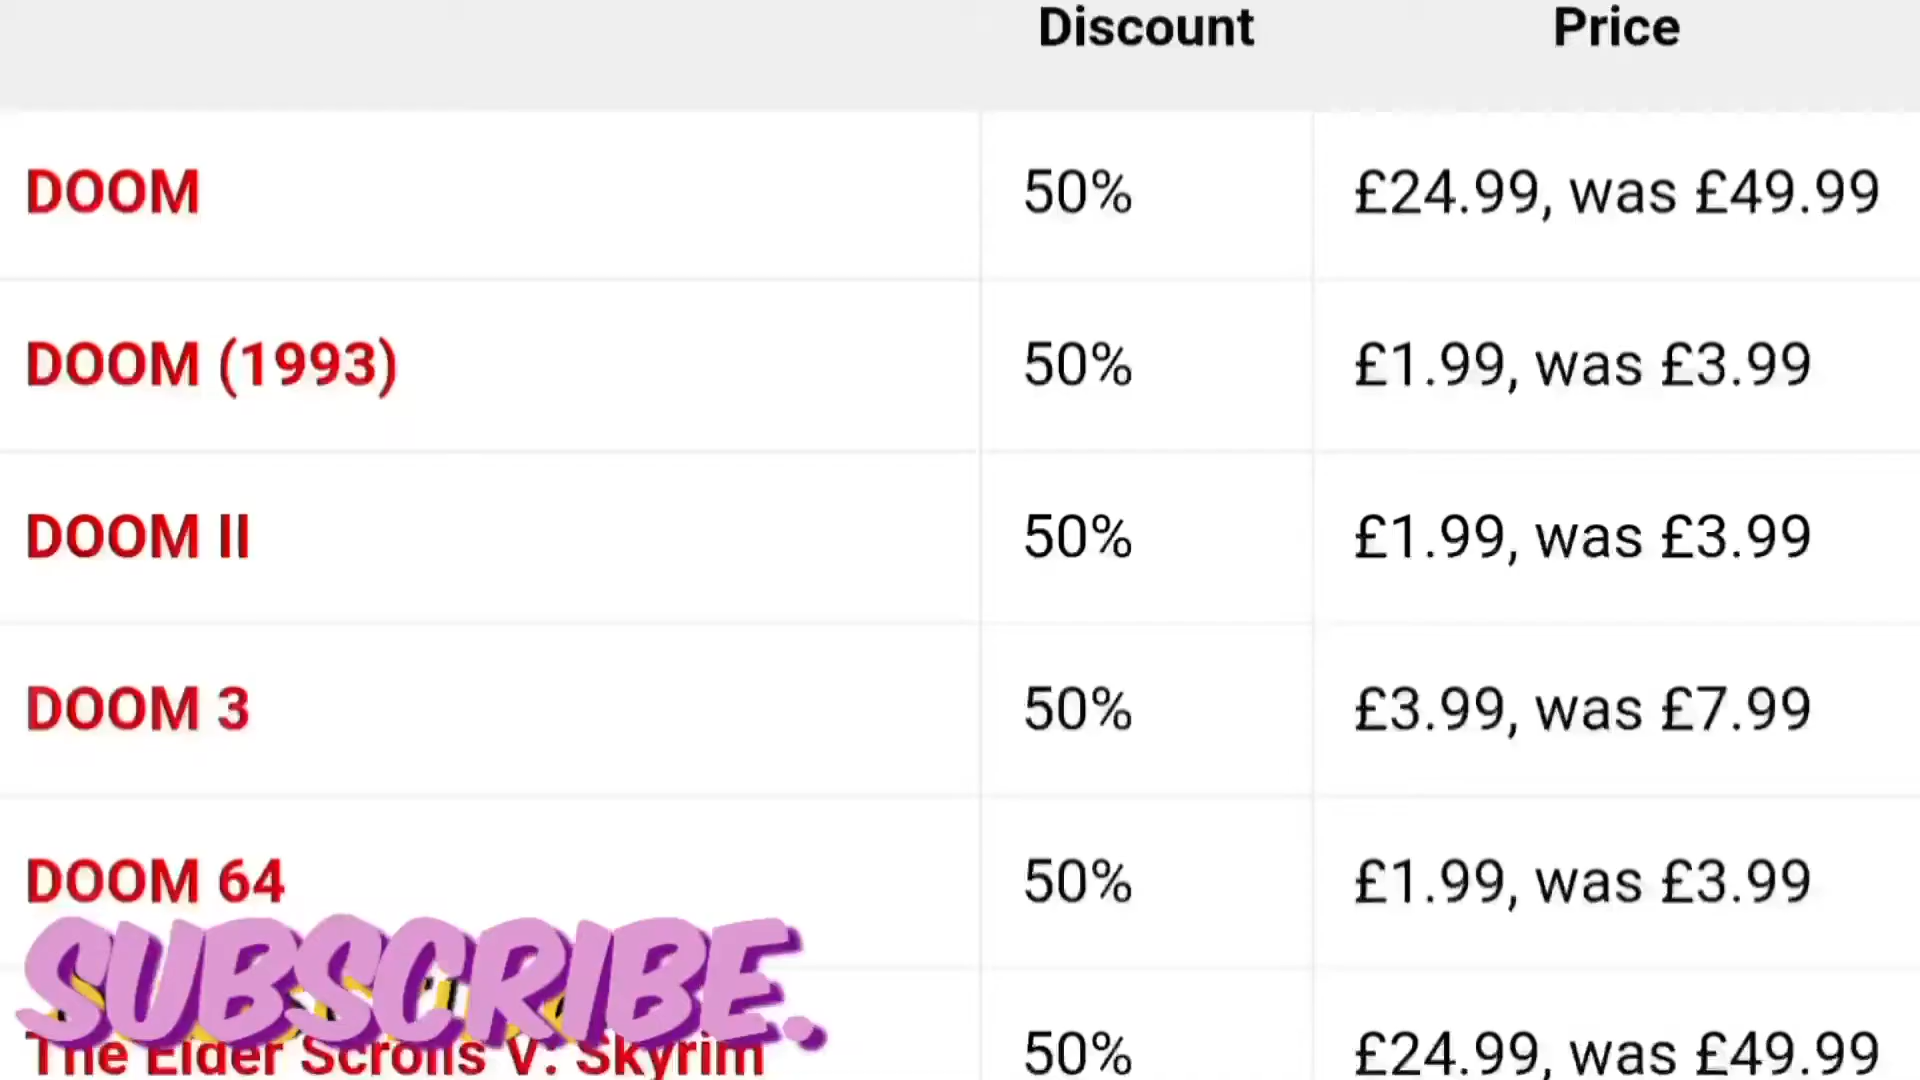 Discount Price
DOOM 50% £24.99, was £49.99
DOOM (1993) 50% £1.99, was £3.99
DOOM II 50% £1.99, was £3.99
DOOM 3 50% £3.99, was £7.99
DOOM 64 50% £1.99, was £3.99
SUBSCRIBE.
The Elder Scrolls V: Skyrim 50% £24.99, was £49.99